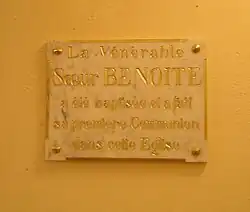 La Vénérable
Sœur BENOITE
a été baptisée et a fait
sa première Communion
dans cette Eglise